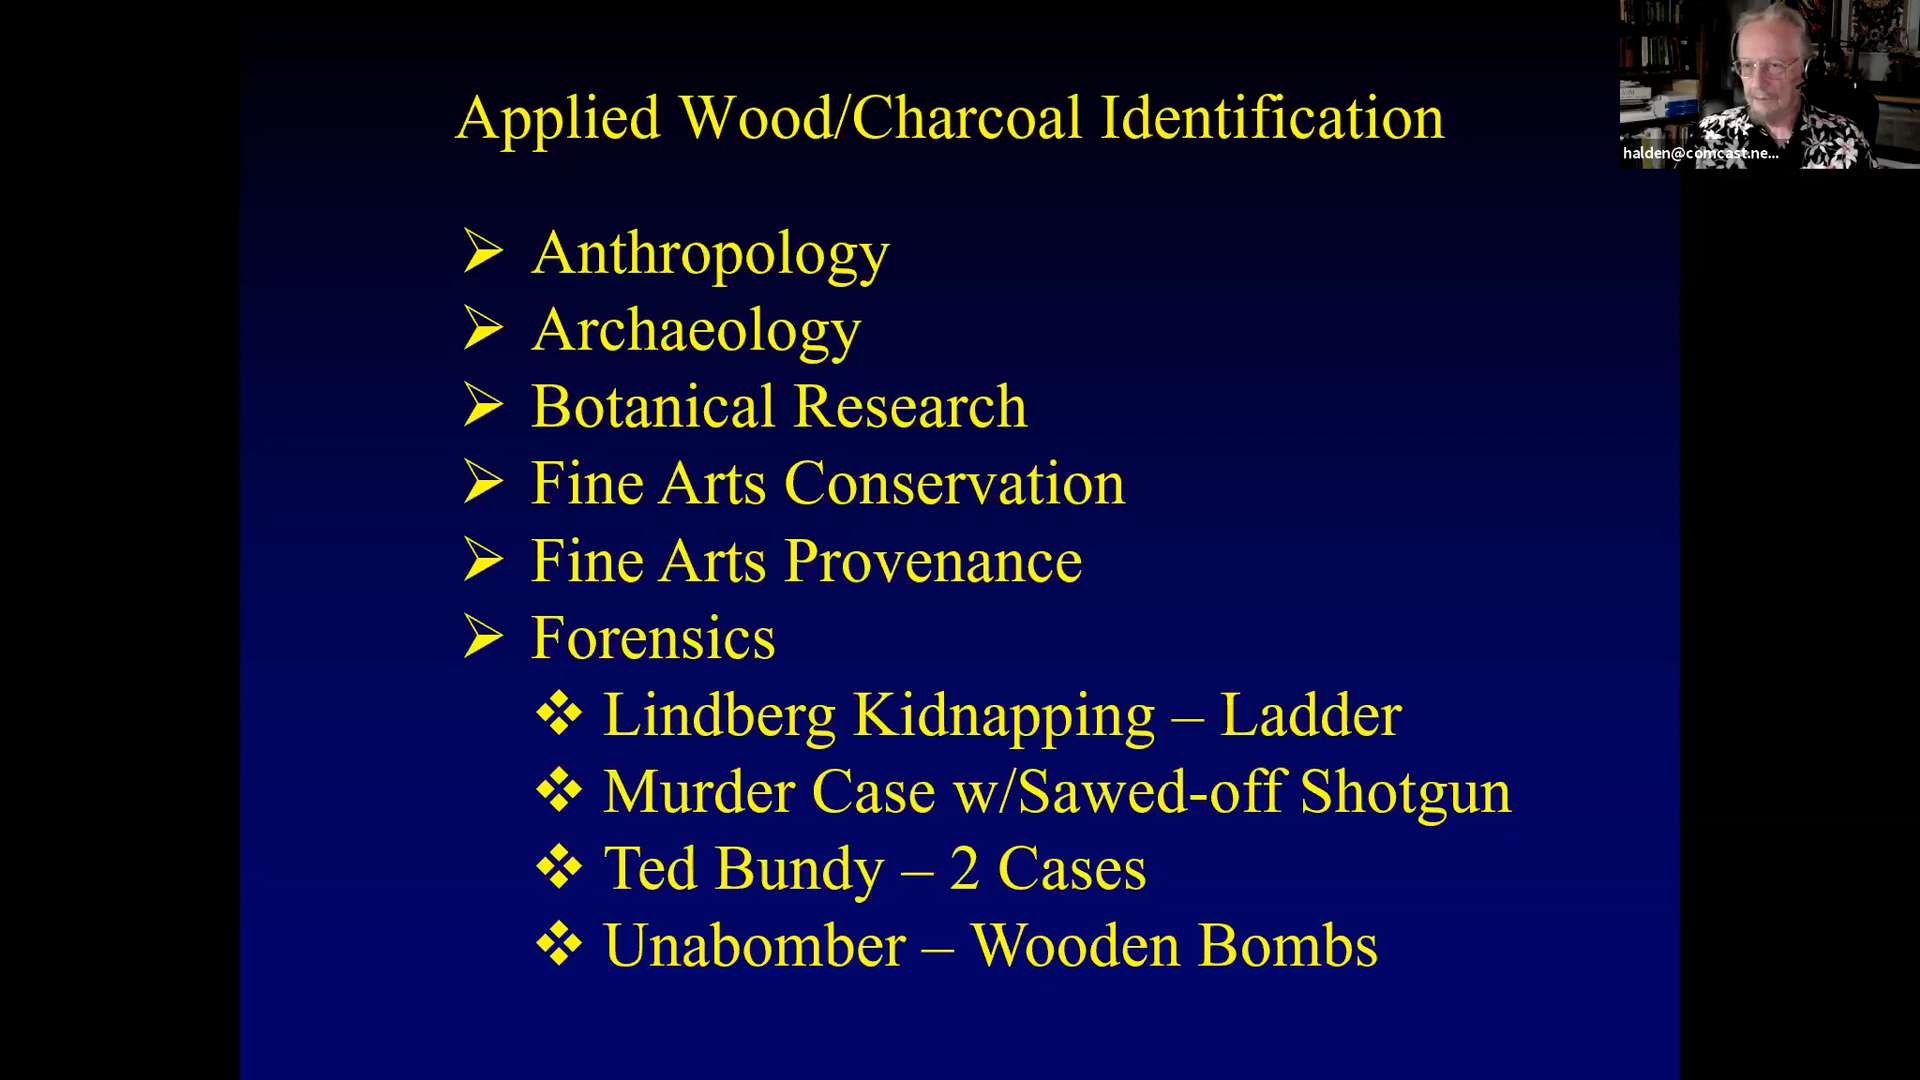 Applied Wood/Charcoal Identification
halden@comcast.ne...
Anthropology
Archaeology
Botanical Research
Fine Arts Conservation
Fine Arts Provenance
Forensics
Lindberg Kidnapping – Ladder
Murder Case w/Sawed-off Shotgun
Ted Bundy – 2 Cases
Unabomber – Wooden Bombs